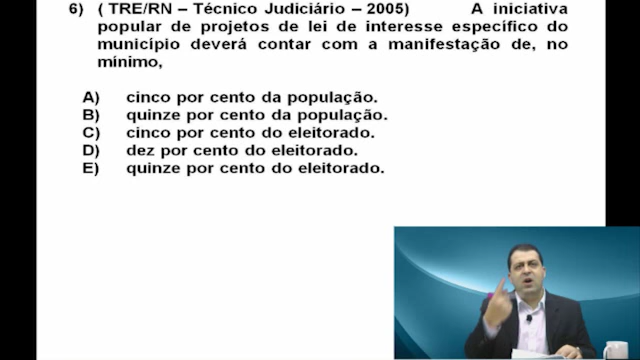 6) ( TRE/RN – Técnico Judiciário – 2005) A iniciativa
popular de projetos de lei de interesse específico do
município deverá contar com a manifestação de, no
mínimo,
A) cinco por cento da população.
B) quinze por cento da população.
C) cinco por cento do eleitorado.
D) dez por cento do eleitorado.
E) quinze por cento do eleitorado.